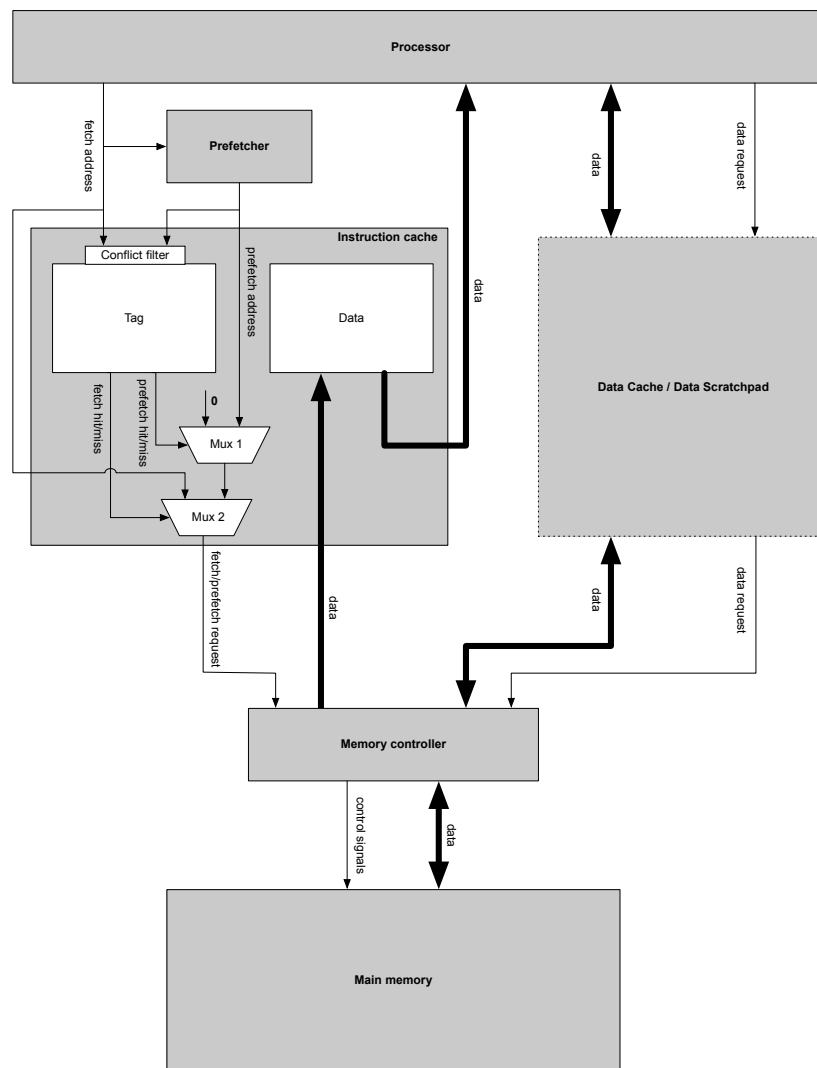 Processor
fetch address
Prefetcher
data
data
data request
Instruction cache
Conflict filter
prefetch address
Tag
Data
Data Cache / Data Scratchpad
fetch hit/miss
prefetch hit/miss
0
Mux 1
Mux 2
fetch/prefetch request
data
data
data request
Memory controller
control signals
data
Main memory